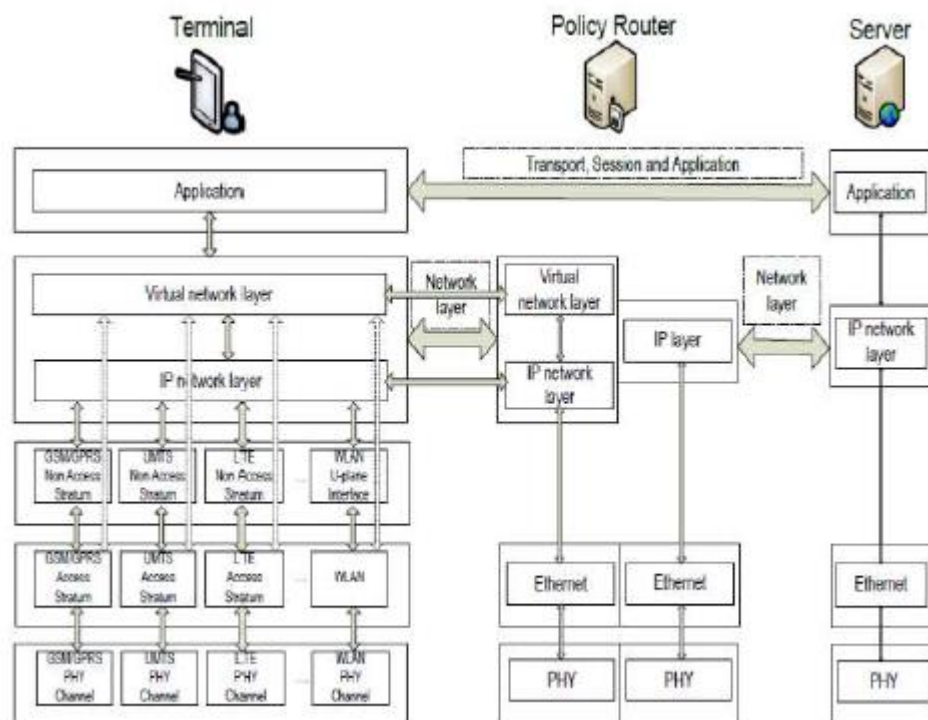 Terminal
Policy Router
Server
Transport, Session and Application
Application
Application
Virtual network layer
Network
layer
Virtual
network layer
Network
layer
IP network layer
IP network
layer
IP layer
IP network
layer
GSM/GPRS
Non Access
Stratum
UMTS
Non Access
Stratum
LTE
Non Access
Stratum
...
WLAN
U-plane
Interface
GSM/GPRS
Access
Stratum
UMTS
Access
Stratum
LTE
Access
Stratum
...
WLAN
Ethernet
Ethernet
Ethernet
GSM/GPRS
PHY
Channel
UMTS
PHY
Channel
LTE
PHY
Channel
...
WLAN
PHY
Channel
PHY
PHY
PHY